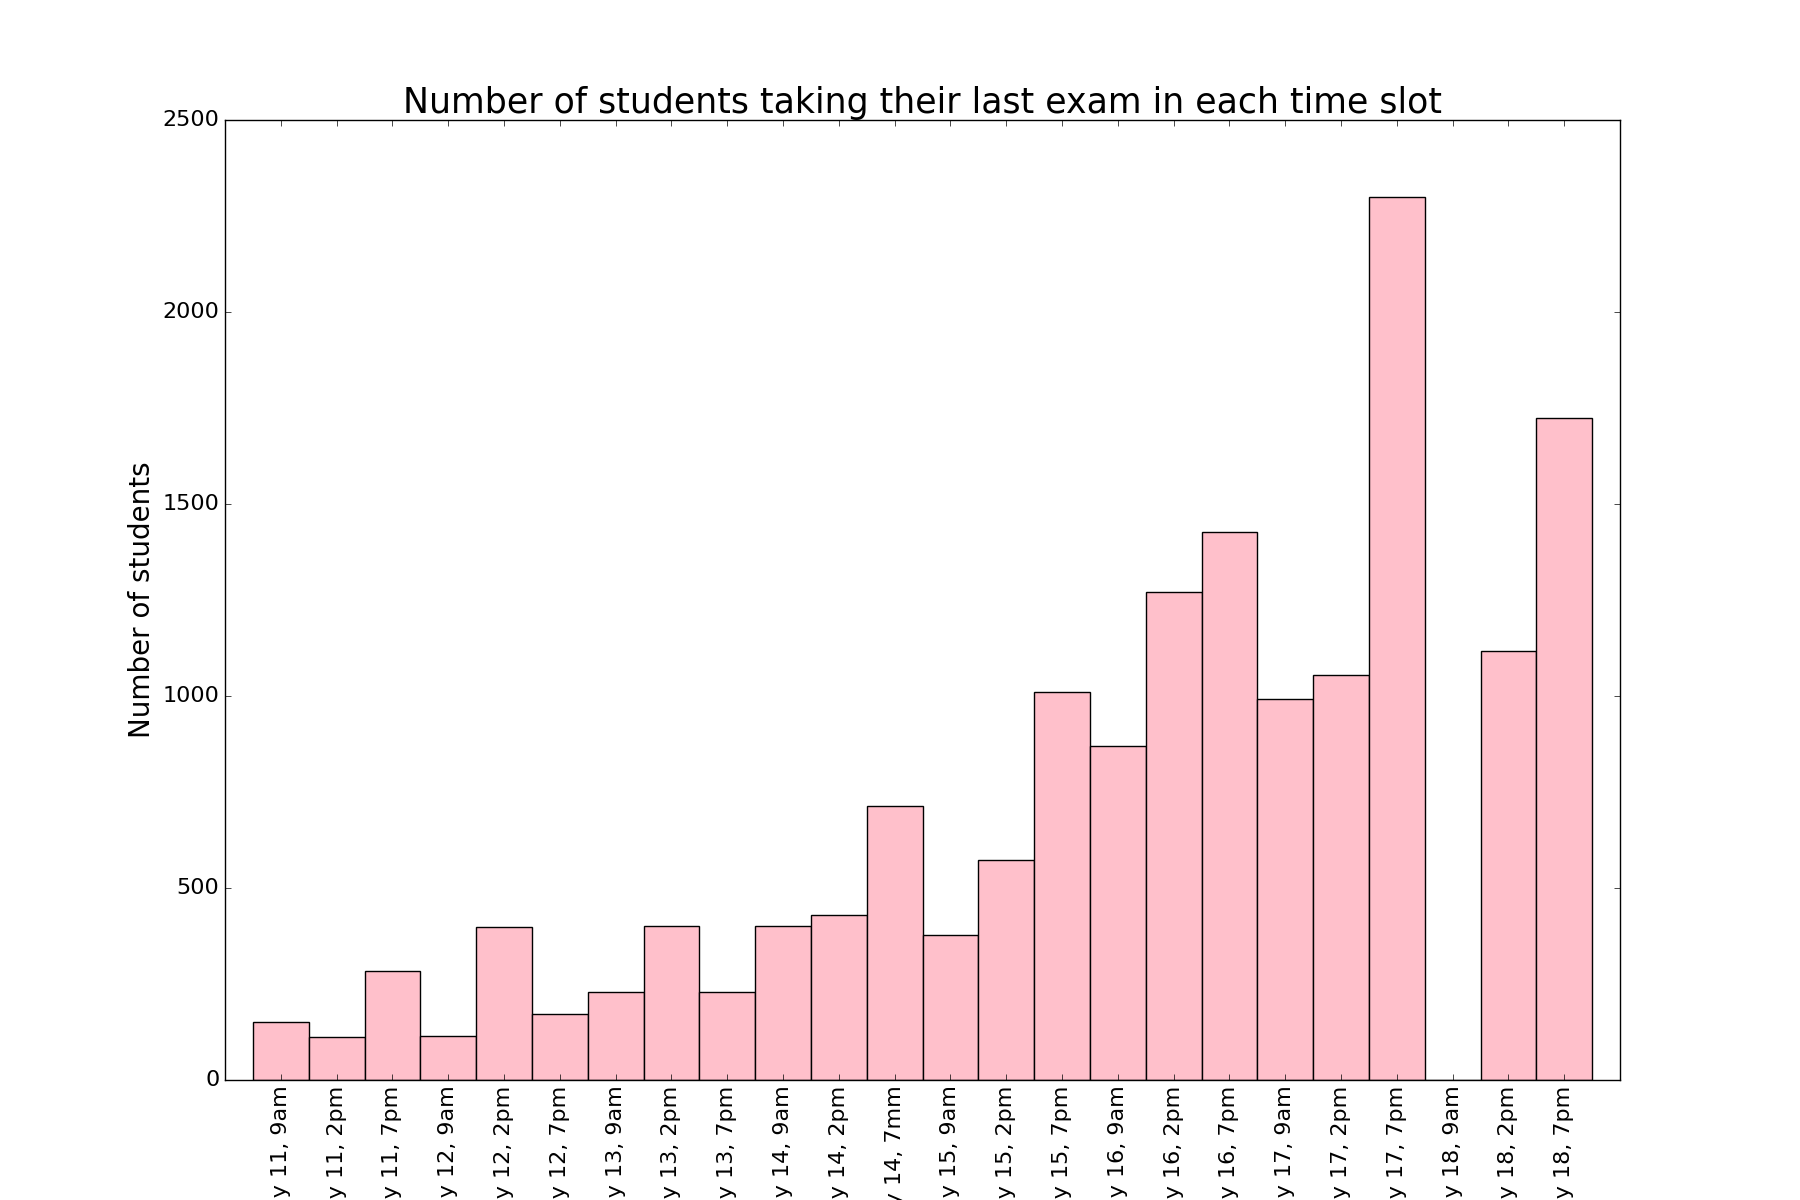 Number of students taking their last exam in each time slot
Number of students
2500
2000
1500
1000
500
0
y 11, 9am
y 11, 2pm
y 11, 7pm
y 12, 9am
y 12, 2pm
y 12, 7pm
y 13, 9am
y 13, 2pm
y 13, 7pm
y 14, 9am
y 14, 2pm
y 14, 7mm
y 15, 9am
y 15, 2pm
y 15, 7pm
y 16, 9am
y 16, 2pm
y 16, 7pm
y 17, 9am
y 17, 2pm
y 17, 7pm
y 18, 9am
y 18, 2pm
y 18, 7pm